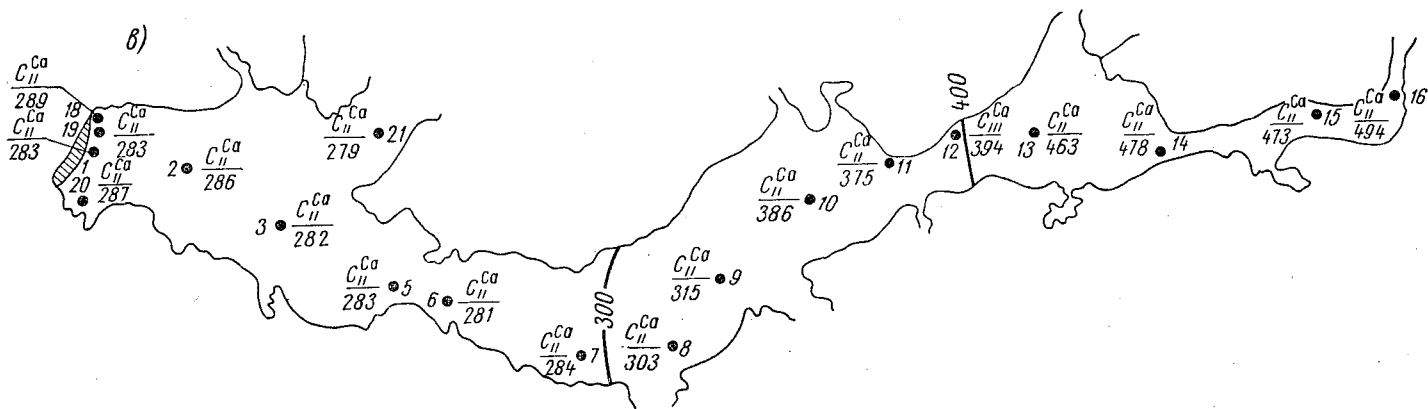 в)
C_II^Ca
289
18
19
C_II^Ca
283
C_II^Ca
283
1
20
C_II^Ca
287
2
C_II^Ca
286
3
C_II^Ca
282
C_II^Ca
279
21
C_II^Ca
283
5
6
C_II^Ca
281
C_II^Ca
284
7
300
C_II^Ca
303
8
C_II^Ca
315
9
C_II^Ca
386
10
C_II^Ca
375
11
12
400
C_III^Ca
394
13
C_II^Ca
463
C_II^Ca
478
14
C_II^Ca
473
15
C_II^Ca
494
16